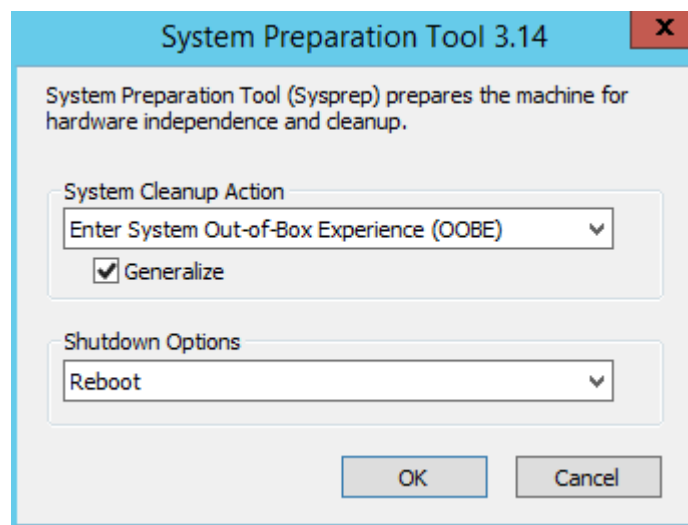 System Preparation Tool 3.14
x
System Preparation Tool (Sysprep) prepares the machine for
hardware independence and cleanup.
System Cleanup Action
Enter System Out-of-Box Experience (OOBE)
Generalize
Shutdown Options
Reboot
OK
Cancel